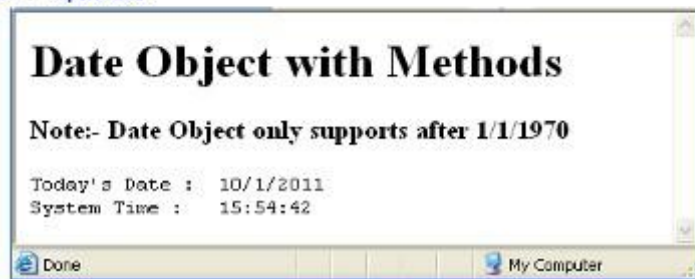 Date Object with Methods
Note:- Date Object only supports after 1/1/1970
Today's Date : 10/1/2011
System Time : 15:54:42
Done
My Computer